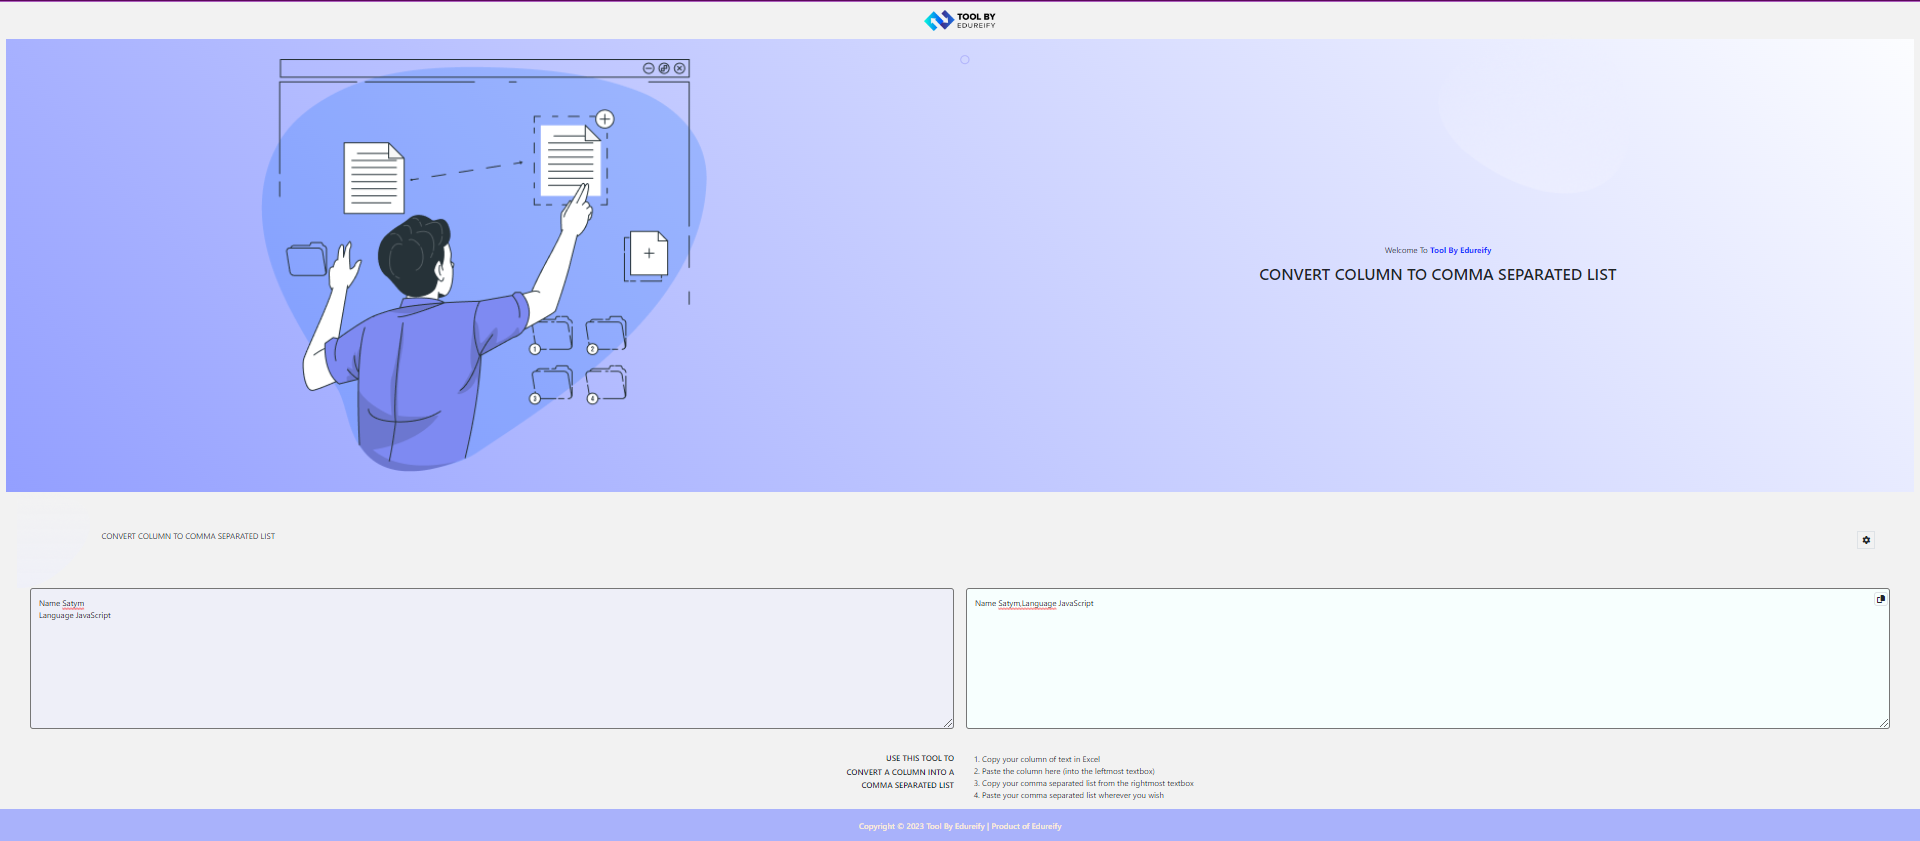 TOOL BY
EDUREIFY
Welcome To Tool By Edureify
CONVERT COLUMN TO COMMA SEPARATED LIST
1
2
3
4
CONVERT COLUMN TO COMMA SEPARATED LIST
Name Satym
Language JavaScript
Name Satym,Language JavaScript
USE THIS TOOL TO
CONVERT A COLUMN INTO A
COMMA SEPARATED LIST
1. Copy your column of text in Excel
2. Paste the column here (into the leftmost textbox)
3. Copy your comma separated list from the rightmost textbox
4. Paste your comma separated list wherever you wish
Copyright © 2023 Tool By Edureify | Product of Edureify